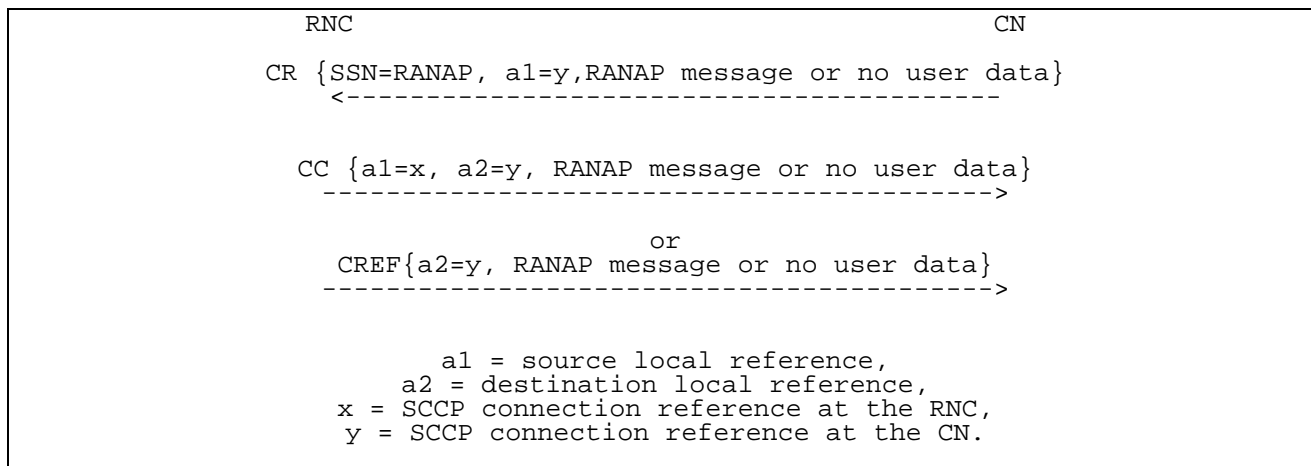 RNC CN
CR {SSN=RANAP, a1=y,RANAP message or no user data}
<-----------------------------------------
CC {a1=x, a2=y, RANAP message or no user data}
------------------------------------------>
or
CREF{a2=y, RANAP message or no user data}
------------------------------------------>
a1 = source local reference,
a2 = destination local reference,
x = SCCP connection reference at the RNC,
y = SCCP connection reference at the CN.